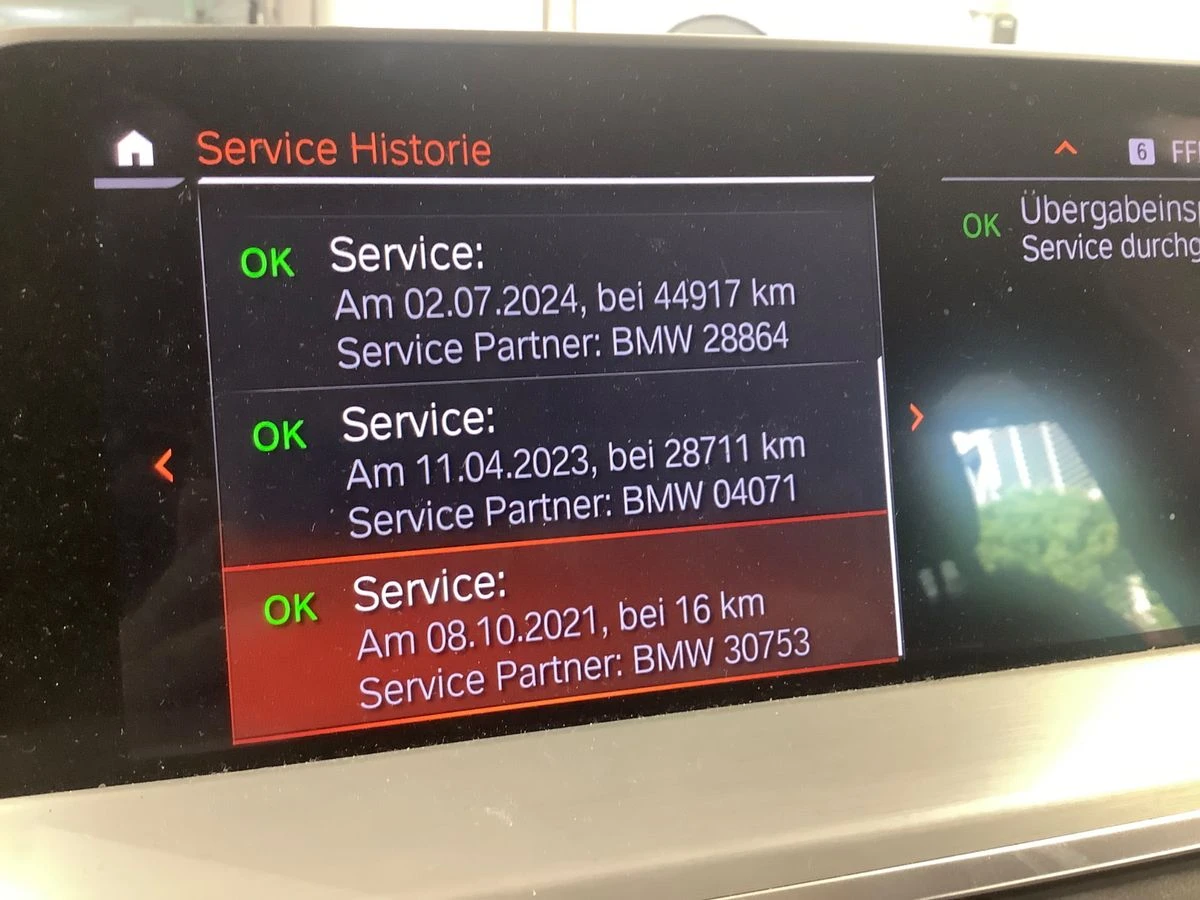 Service Historie
OK Service:
Am 02.07.2024, bei 44917 km
Service Partner: BMW 28864
OK Service:
Am 11.04.2023, bei 28711 km
Service Partner: BMW 04071
OK Service:
Am 08.10.2021, bei 16 km
Service Partner: BMW 30753
6
OK
Service